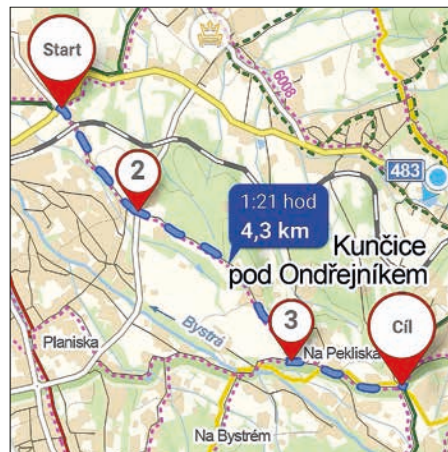 Start
6008
2
483
1:21 hod
4,3 km
Kunčice
pod Ondřejníkem
Bystrá
3
Cíl
Planiska
Na Pekliska
Na Bystrém